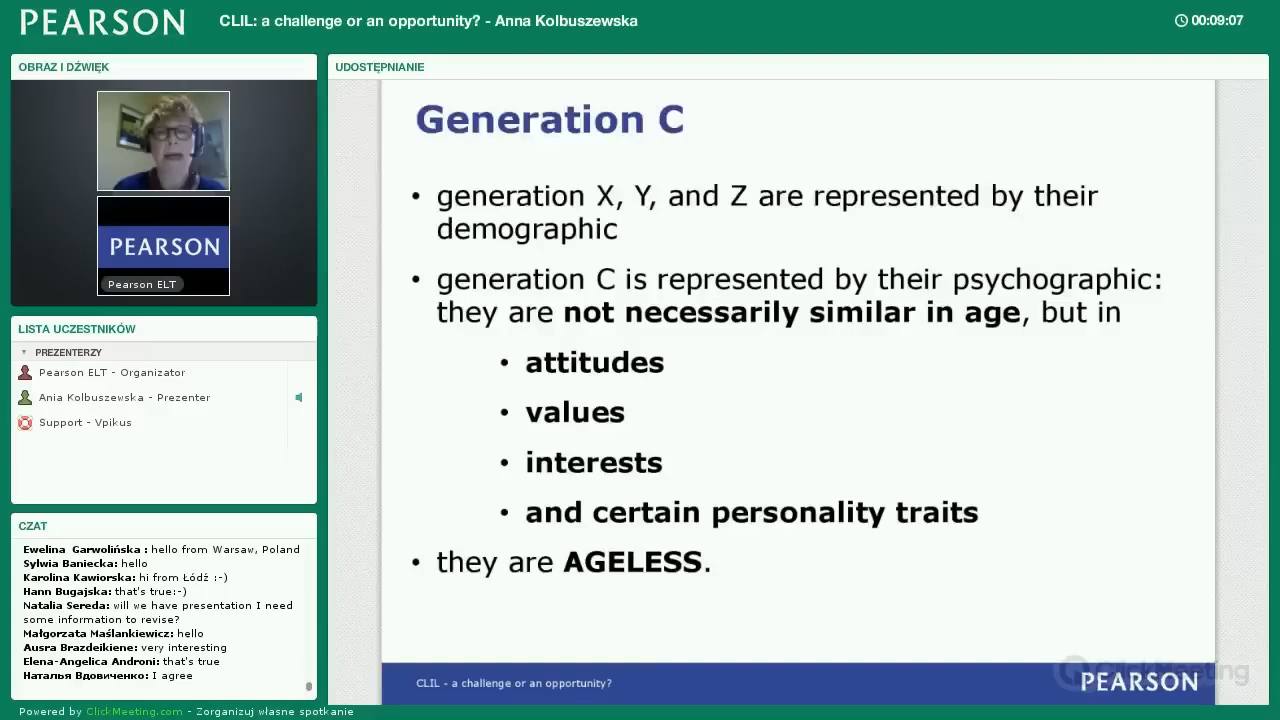 PEARSON
CLIL: a challenge or an opportunity? - Anna Kolbuszewska
00:09:07
OBRAZ I DŹWIĘK
PEARSON
Pearson ELT
LISTA UCZESTNIKÓW
PREZENTERZY
Pearson ELT - Organizator
Ania Kolbuszewska - Prezenter
Support - Vpikus
CZAT
Ewelina Garwolińska : hello from Warsaw, Poland
Sylwia Baniecka: hello
Karolina Kawiorska: hi from Łódź :-)
Hann Bugajska: that's true:-)
Natalia Sereda: will we have presentation I need
some information to revise?
Małgorzata Maślankiewicz: hello
Ausra Brazdeikiene: very interesting
Elena-Angelica Androni: that's true
Наталья Вдовиченко: I agree
UDOSTĘPNIANIE
Generation C
• generation X, Y, and Z are represented by their
demographic
• generation C is represented by their psychographic:
they are not necessarily similar in age, but in
• attitudes
• values
• interests
• and certain personality traits
• they are AGELESS.
CLIL - a challenge or an opportunity?
ClickMeeting
PEARSON
Powered by ClickMeeting.com - Zorganizuj własne spotkanie